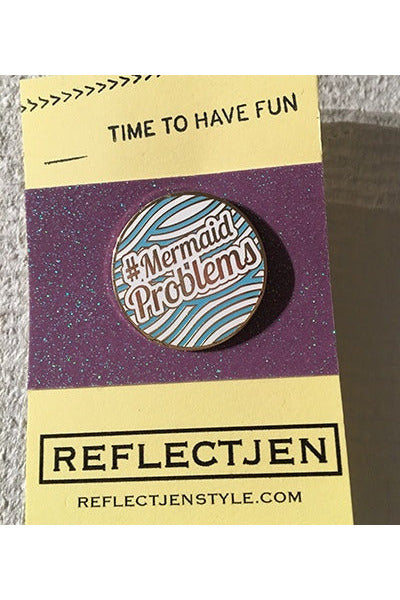 TIME TO HAVE FUN
#Mermaid
Problems
REFLECTJEN
REFLECTJENSTYLE.COM